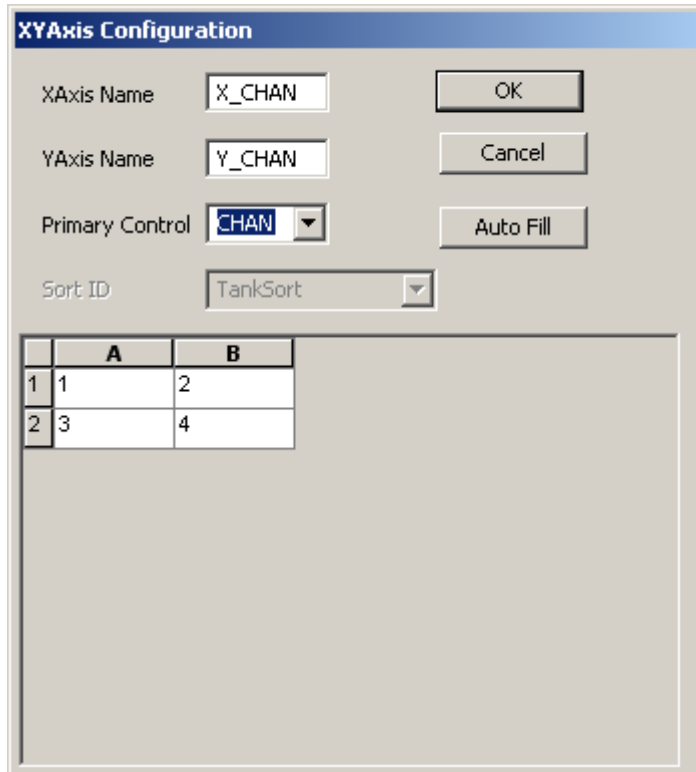 XYAxis Configuration
XAxis Name X_CHAN OK
YAxis Name Y_CHAN Cancel
Primary Control CHAN Auto Fill
Sort ID TankSort
A B
1 1 2
2 3 4